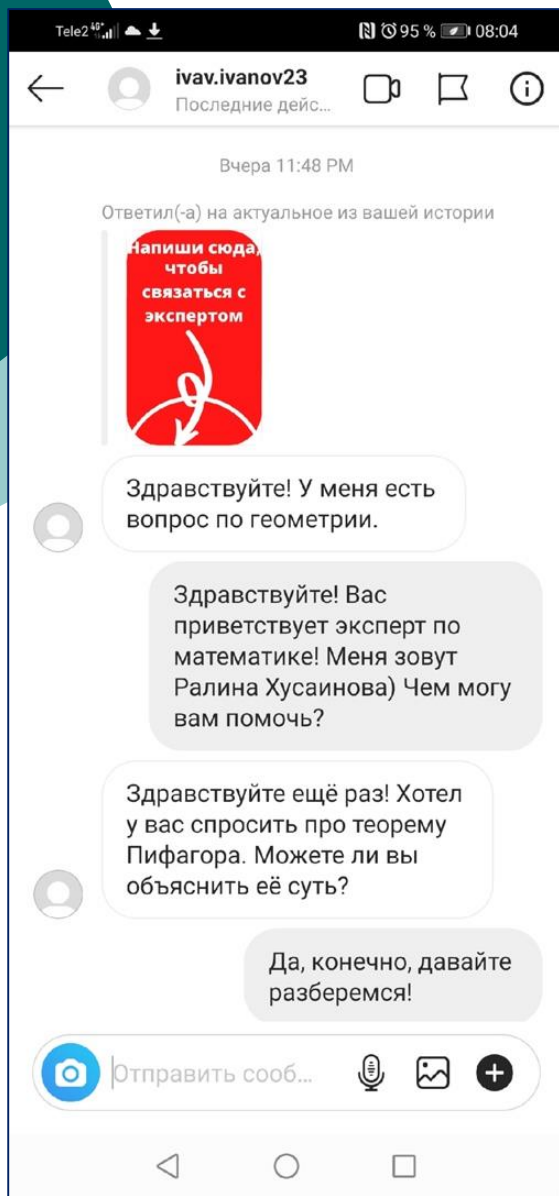 Tele2 4G 95 % 08:04
ivav.ivanov23
Последние дейс...
Вчера 11:48 PM
Ответил(-а) на актуальное из вашей истории
Напиши сюда,
чтобы
связаться с
экспертом
Здравствуйте! У меня есть
вопрос по геометрии.
Здравствуйте! Вас
приветствует эксперт по
математике! Меня зовут
Ралина Хусаинова) Чем могу
вам помочь?
Здравствуйте ещё раз! Хотел
у вас спросить про теорему
Пифагора. Можете ли вы
объяснить её суть?
Да, конечно, давайте
разберемся!
Отправить сооб...